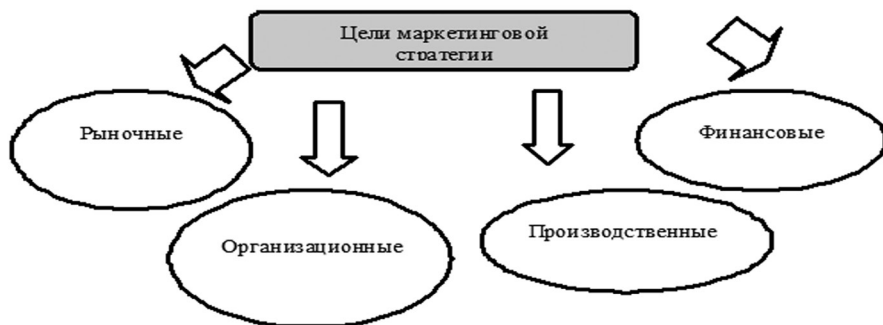 Цели маркетинговой
стратегии
Рыночные
Финансовые
Организационные
Производственные